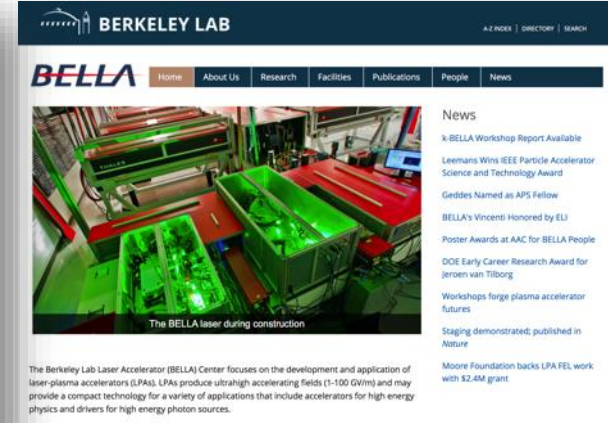 BERKELEY LAB
A-Z INDEX | DIRECTORY | SEARCH
BELLA
Home About Us Research Facilities Publications People News
THALES
The BELLA laser during construction
The Berkeley Lab Laser Accelerator (BELLA) Center focuses on the development and application of
laser-plasma accelerators (LPAs). LPAs produce ultrahigh accelerating fields (1-100 GV/m) and may
provide a compact technology for a variety of applications that include accelerators for high energy
physics and drivers for high energy photon sources.
News
k-BELLA Workshop Report Available
Leemans Wins IEEE Particle Accelerator
Science and Technology Award
Geddes Named as APS Fellow
BELLA's Vincenti Honored by ELI
Poster Awards at AAC for BELLA People
DOE Early Career Research Award for
Jeroen van Tilborg
Workshops forge plasma accelerator
futures
Staging demonstrated; published in
Nature
Moore Foundation backs LPA FEL work
with $2.4M grant